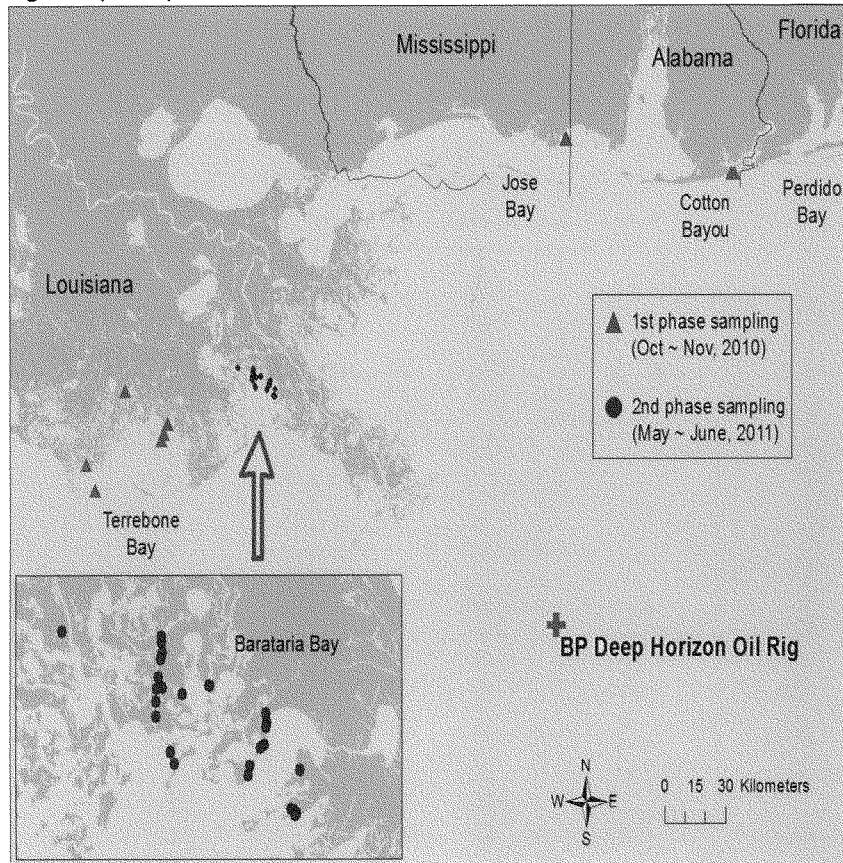 Mississippi
Florida
Alabama
Jose
Bay
Cotton
Bayou
Perdido
Bay
Louisiana
1st phase sampling
(Oct ~ Nov, 2010)
2nd phase sampling
(May ~ June, 2011)
Terrebone
Bay
Barataria Bay
BP Deep Horizon Oil Rig
N
W E
S
0 15 30 Kilometers